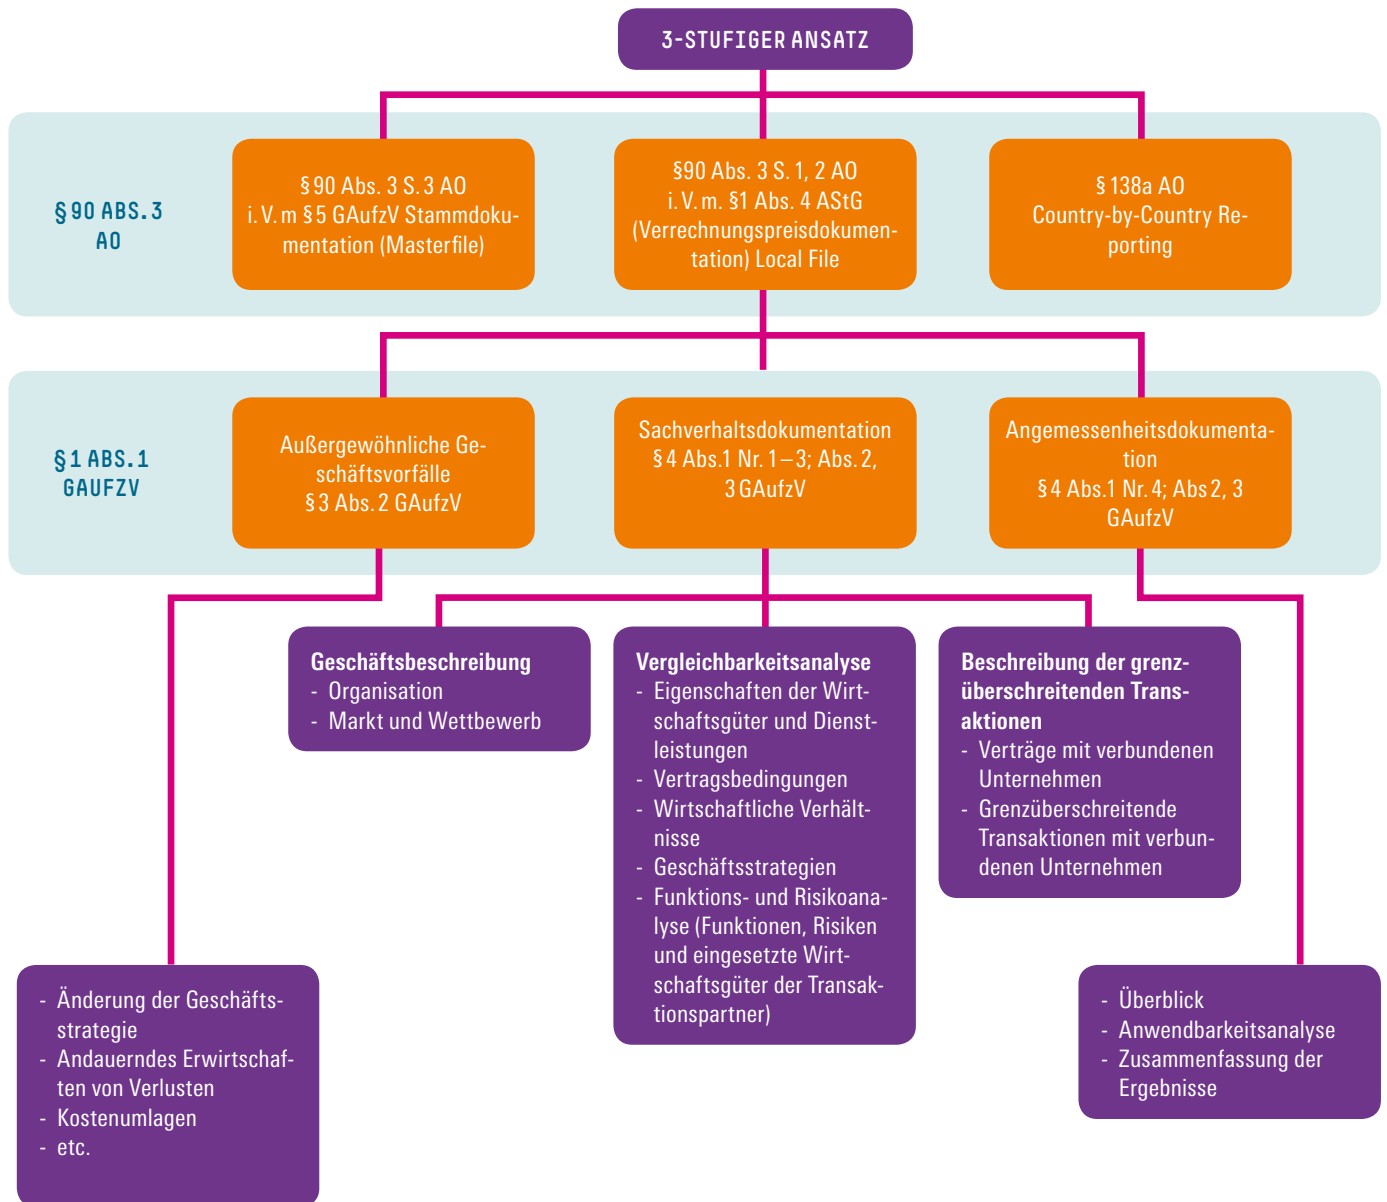 3-STUFIGER ANSATZ
§ 90 ABS. 3
AO
§ 90 Abs. 3 S. 3 AO
i. V. m § 5 GAufzV Stammdoku-
mentation (Masterfile)
§90 Abs. 3 S. 1, 2 AO
i. V. m. §1 Abs. 4 AStG
(Verrechnungspreisdokumen-
tation) Local File
§ 138a AO
Country-by-Country Re-
porting
§ 1 ABS. 1
GAUFZV
Außergewöhnliche Ge-
schäftsvorfälle
§ 3 Abs. 2 GAufzV
Sachverhaltsdokumentation
§ 4 Abs.1 Nr. 1 – 3; Abs. 2,
3 GAufzV
Angemessenheitsdokumenta-
tion
§ 4 Abs.1 Nr. 4; Abs 2, 3
GAufzV
Geschäftsbeschreibung
- Organisation
- Markt und Wettbewerb
Vergleichbarkeitsanalyse
- Eigenschaften der Wirt-
schaftsgüter und Dienst-
leistungen
- Vertragsbedingungen
- Wirtschaftliche Verhält-
nisse
- Geschäftsstrategien
- Funktions- und Risikoana-
lyse (Funktionen, Risiken
und eingesetzte Wirt-
schaftsgüter der Transak-
tionspartner)
Beschreibung der grenz-
überschreitenden Trans-
aktionen
- Verträge mit verbundenen
Unternehmen
- Grenzüberschreitende
Transaktionen mit verbun-
denen Unternehmen
- Änderung der Geschäfts-
strategie
- Andauerndes Erwirtschaf-
ten von Verlusten
- Kostenumlagen
- etc.
- Überblick
- Anwendbarkeitsanalyse
- Zusammenfassung der
Ergebnisse